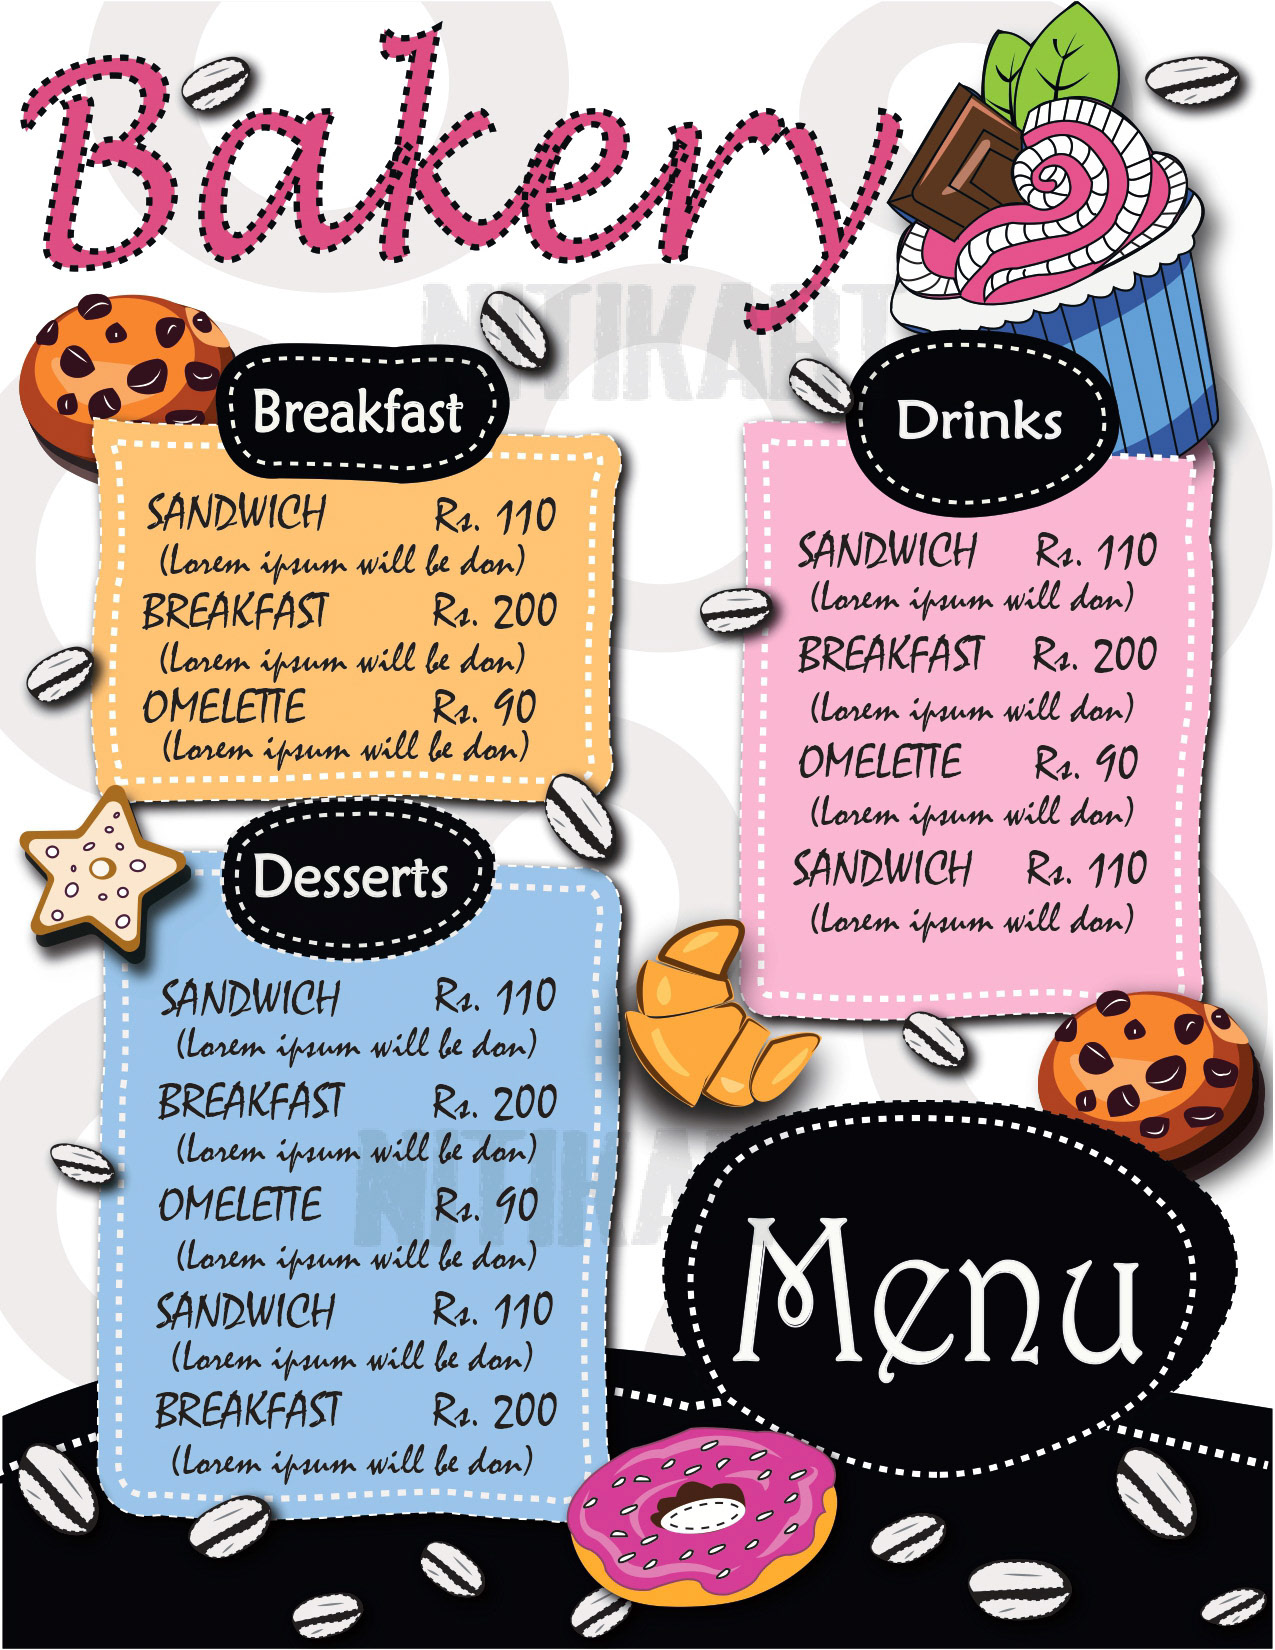 Bakery
NITIKART
Breakfast
SANDWICH Rs. 110
(Lorem ipsum will be don)
BREAKFAST Rs. 200
(Lorem ipsum will be don)
OMELETTE Rs. 90
(Lorem ipsum will be don)
Drinks
SANDWICH Rs. 110
(Lorem ipsum will don)
BREAKFAST Rs. 200
(Lorem ipsum will don)
OMELETTE Rs. 90
(Lorem ipsum will don)
SANDWICH Rs. 110
(Lorem ipsum will don)
Desserts
SANDWICH Rs. 110
(Lorem ipsum will be don)
BREAKFAST Rs. 200
(Lorem ipsum will be don)
NITIKA
OMELETTE Rs. 90
(Lorem ipsum will be don)
SANDWICH Rs. 110
(Lorem ipsum will be don)
BREAKFAST Rs. 200
(Lorem ipsum will be don)
Menu